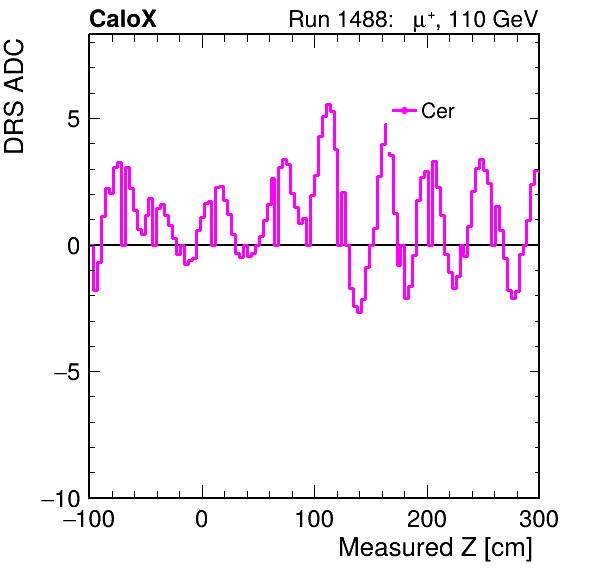 CaloX
Run 1488: μ⁺, 110 GeV
DRS ADC
Cer
5
0
−5
−10
−100 0 100 200 300
Measured Z [cm]